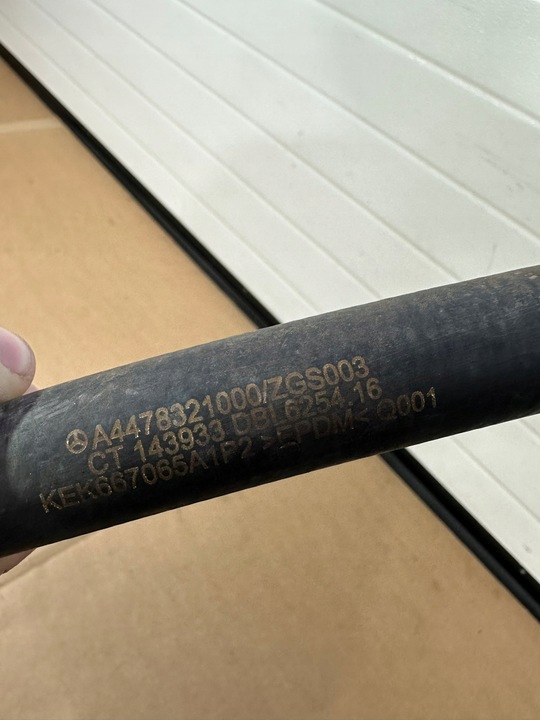 A4478321000/ZGS003
CT 143933 DBL6254.16
KEK667065A1P2 >EPDM< Q001